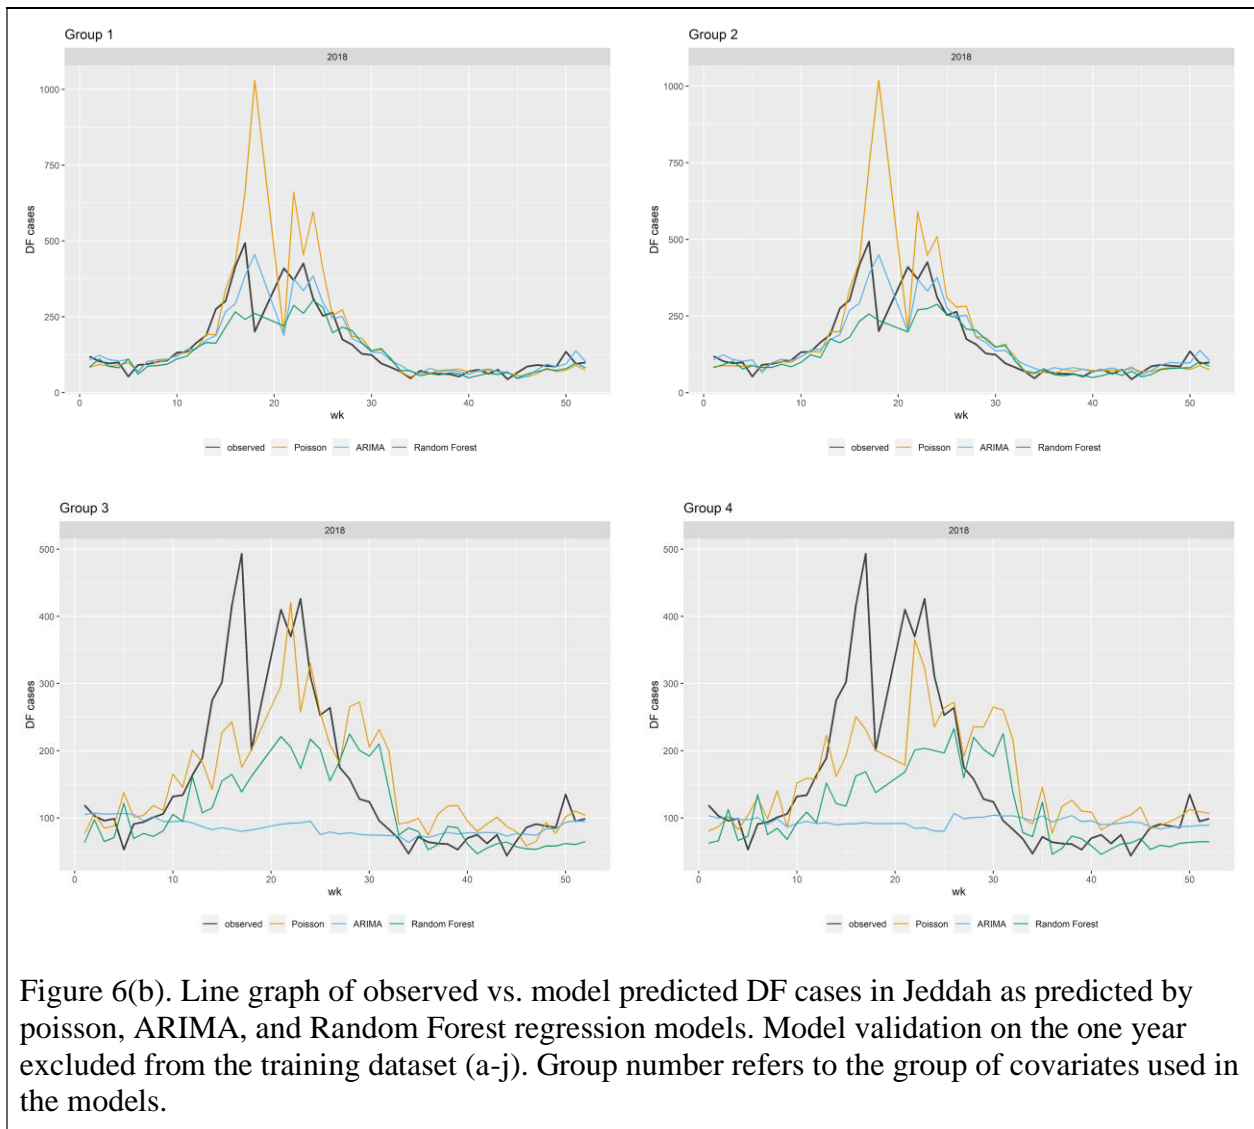 Group 1
2018
1000
750
500
250
0
DF cases
0 10 20 30 40 50
wk
observed Poisson ARIMA Random Forest
Group 2
2018
1000
750
500
250
0
DF cases
0 10 20 30 40 50
wk
observed Poisson ARIMA Random Forest
Group 3
2018
500
400
300
200
100
DF cases
0 10 20 30 40 50
wk
observed Poisson ARIMA Random Forest
Group 4
2018
500
400
300
200
100
DF cases
0 10 20 30 40 50
wk
observed Poisson ARIMA Random Forest
Figure 6(b). Line graph of observed vs. model predicted DF cases in Jeddah as predicted by
poisson, ARIMA, and Random Forest regression models. Model validation on the one year
excluded from the training dataset (a-j). Group number refers to the group of covariates used in
the models.